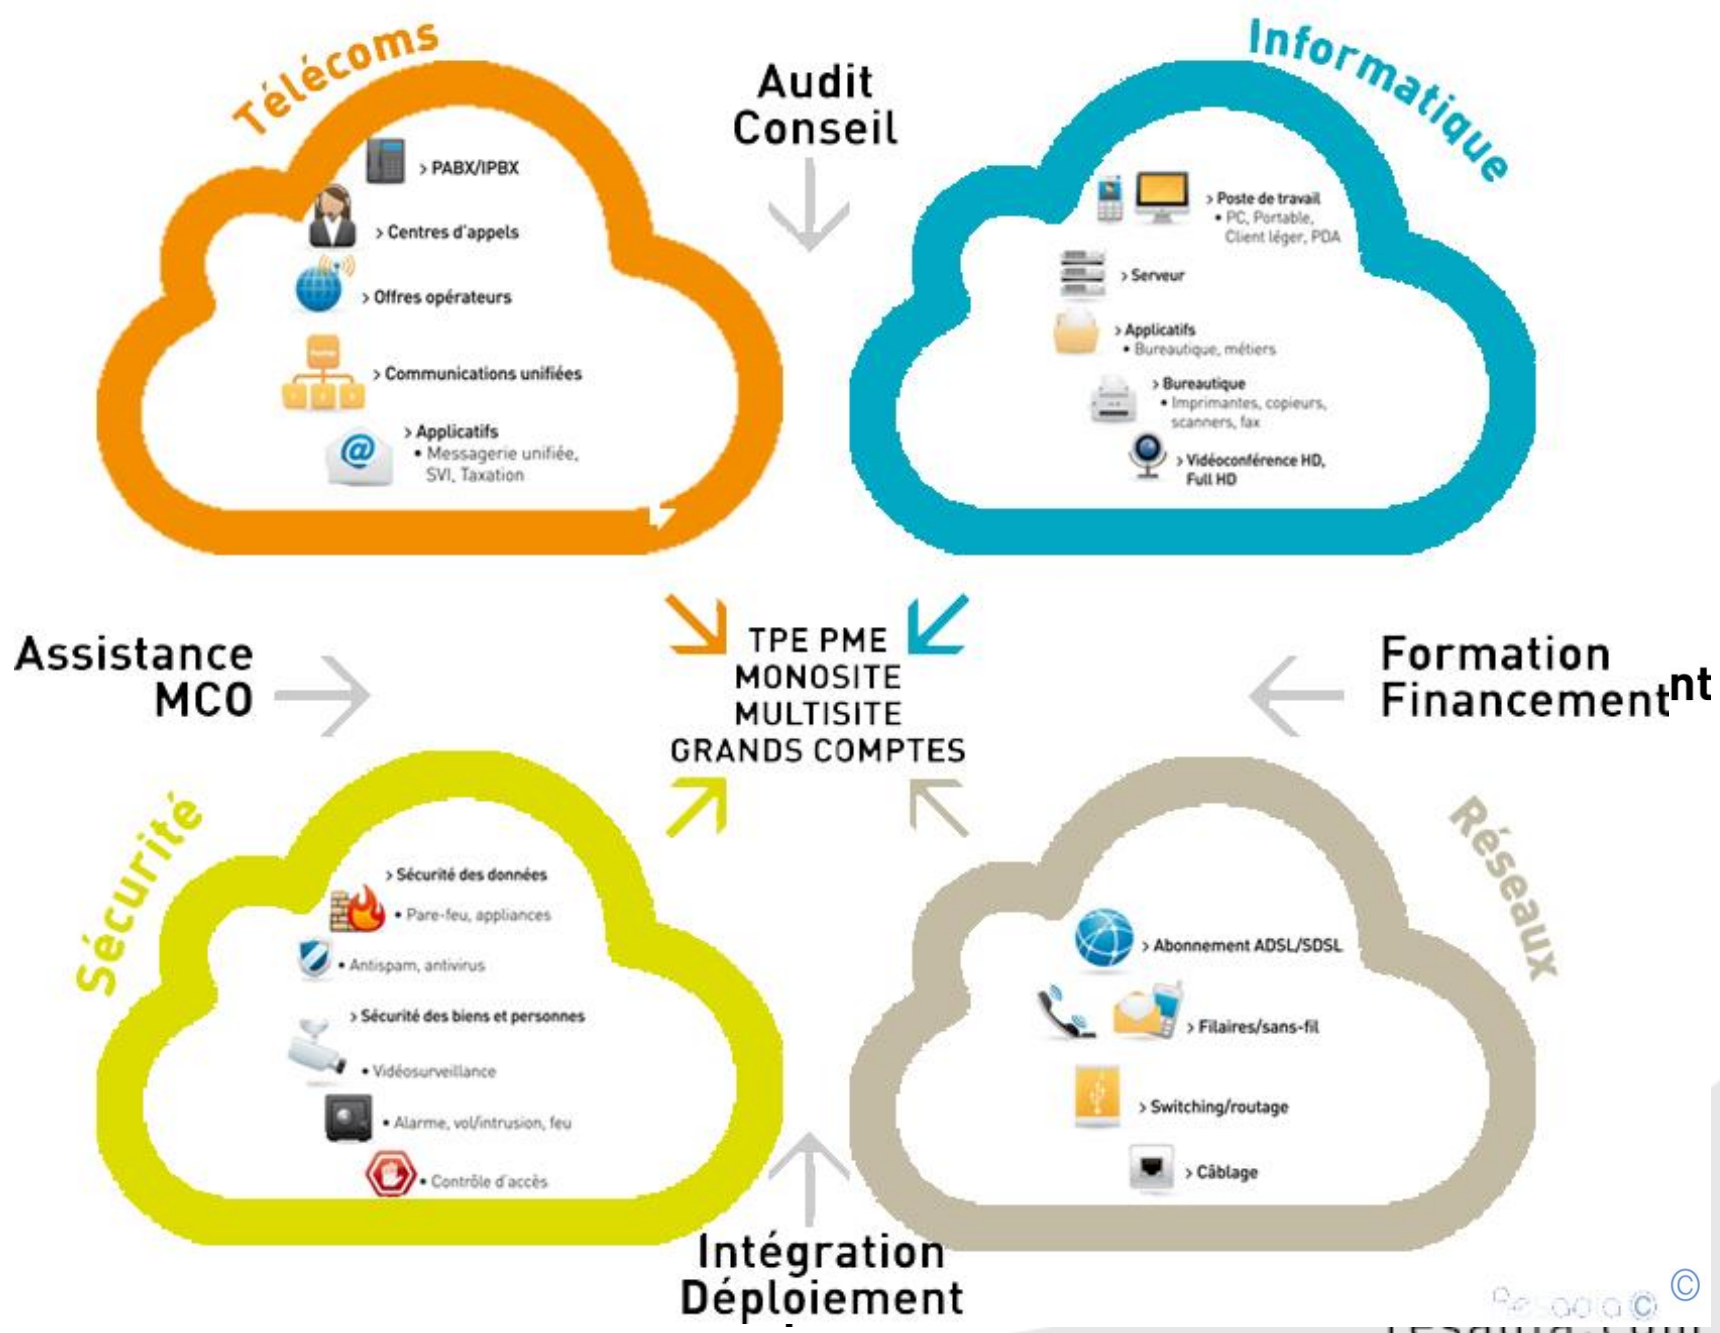 Télécoms
> PABX/IPBX
> Centres d'appels
> Offres opérateurs
> Communications unifiées
> Applicatifs
• Messagerie unifiée,
SVI, Taxation
Audit
Conseil
Informatique
> Poste de travail
• PC, Portable,
Client léger, PDA
> Serveur
> Applicatifs
• Bureautique, métiers
> Bureautique
• Imprimantes, copieurs,
scanners, fax
> Vidéoconférence HD,
Full HD
Assistance
MCO
TPE PME
MONOSITE
MULTISITE
GRANDS COMPTES
Formation
Financement
nt
Sécurité
> Sécurité des données
• Pare-feu, appliances
• Antispam, antivirus
> Sécurité des biens et personnes
• Vidéosurveillance
• Alarme, vol/intrusion, feu
• Contrôle d'accès
Réseaux
> Abonnement ADSL/SDSL
> Filaires/sans-fil
> Switching/routage
> Câblage
Intégration
Déploiement
©
©